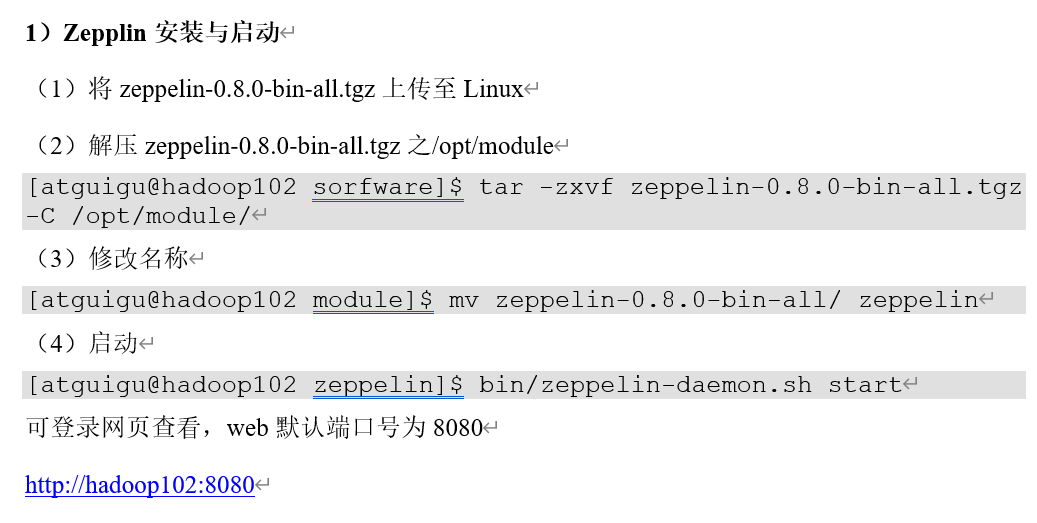 1）Zepplin 安装与启动
（1）将 zeppelin-0.8.0-bin-all.tgz 上传至 Linux
（2）解压 zeppelin-0.8.0-bin-all.tgz 之/opt/module
[atguigu@hadoop102 sorfware]$ tar -zxvf zeppelin-0.8.0-bin-all.tgz
-C /opt/module/
（3）修改名称
[atguigu@hadoop102 module]$ mv zeppelin-0.8.0-bin-all/ zeppelin
（4）启动
[atguigu@hadoop102 zeppelin]$ bin/zeppelin-daemon.sh start
可登录网页查看，web 默认端口号为 8080
http://hadoop102:8080